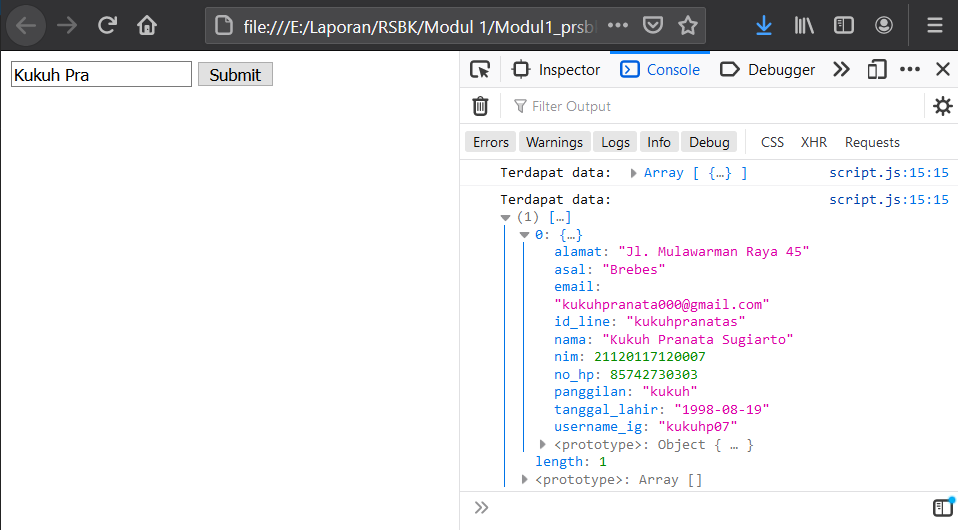 file:///E:/Laporan/RSBK/Modul 1/Modul1_prsb
Kukuh Pra Submit
Inspector Console Debugger
Filter Output
Errors Warnings Logs Info Debug CSS XHR Requests
Terdapat data: Array [ {…} ] script.js:15:15
Terdapat data: script.js:15:15
(1) […]
0: {…}
alamat: "Jl. Mulawarman Raya 45"
asal: "Brebes"
email:
"kukuhpranata000@gmail.com"
id_line: "kukuhpranatas"
nama: "Kukuh Pranata Sugiarto"
nim: 21120117120007
no_hp: 85742730303
panggilan: "kukuh"
tanggal_lahir: "1998-08-19"
username_ig: "kukuhp07"
<prototype>: Object { … }
length: 1
<prototype>: Array []